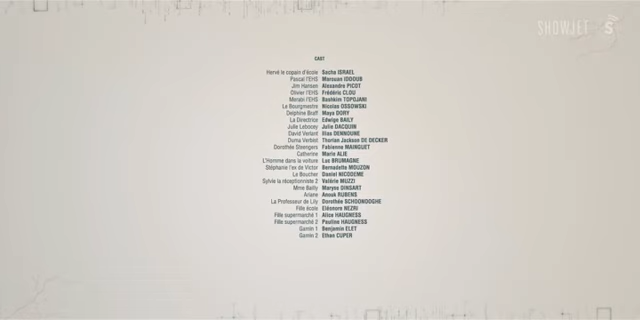 SHOWJET S
CAST
Hervé le copain d'école Sacha ISRAEL
Pascal l'EHS Marouan IDDOUB
Jim Hansen Alexandre PICOT
Olivier l'EHS Frédéric CLOU
Merabi l'EHS Bashkim TOPOJANI
Le Bourgmestre Nicolas OSSOWSKI
Delphine Braff Maya DORY
La Directrice Edwige BAILY
Julie Lebossy Julie DACQUIN
David Verlant Ilias DENNOUNE
Duma Verbiet Thorian Jackson DE DECKER
Dorothée Steengers Fabienne MAINGUET
Catherine Marie ALIE
L'Homme dans la voiture Luc BRUMAGNE
Stéphanie l'ex de Victor Bernadette MOUZON
Le Boucher Daniel NICODEME
Sylvie la réceptionniste 2 Valérie MUZZI
Mme Bailly Maryse DINSART
Ariane Anouk RUBENS
La Professeur de Lily Dorothée SCHOONOOGHE
Fille école Eléonore NEZRI
Fille supermarché 1 Alice HAUGNESS
Fille supermarché 2 Pauline HAUGNESS
Gamin 1 Benjamin ELET
Gamin 2 Ethan CUPER